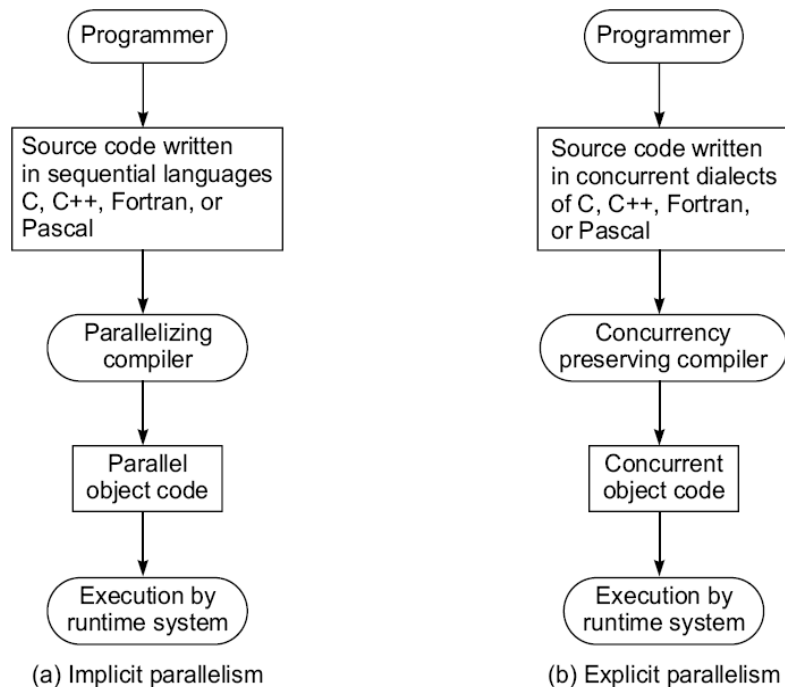 Programmer
Source code written
in sequential languages
C, C++, Fortran, or
Pascal
Parallelizing
compiler
Parallel
object code
Execution by
runtime system
(a) Implicit parallelism
Programmer
Source code written
in concurrent dialects
of C, C++, Fortran,
or Pascal
Concurrency
preserving compiler
Concurrent
object code
Execution by
runtime system
(b) Explicit parallelism